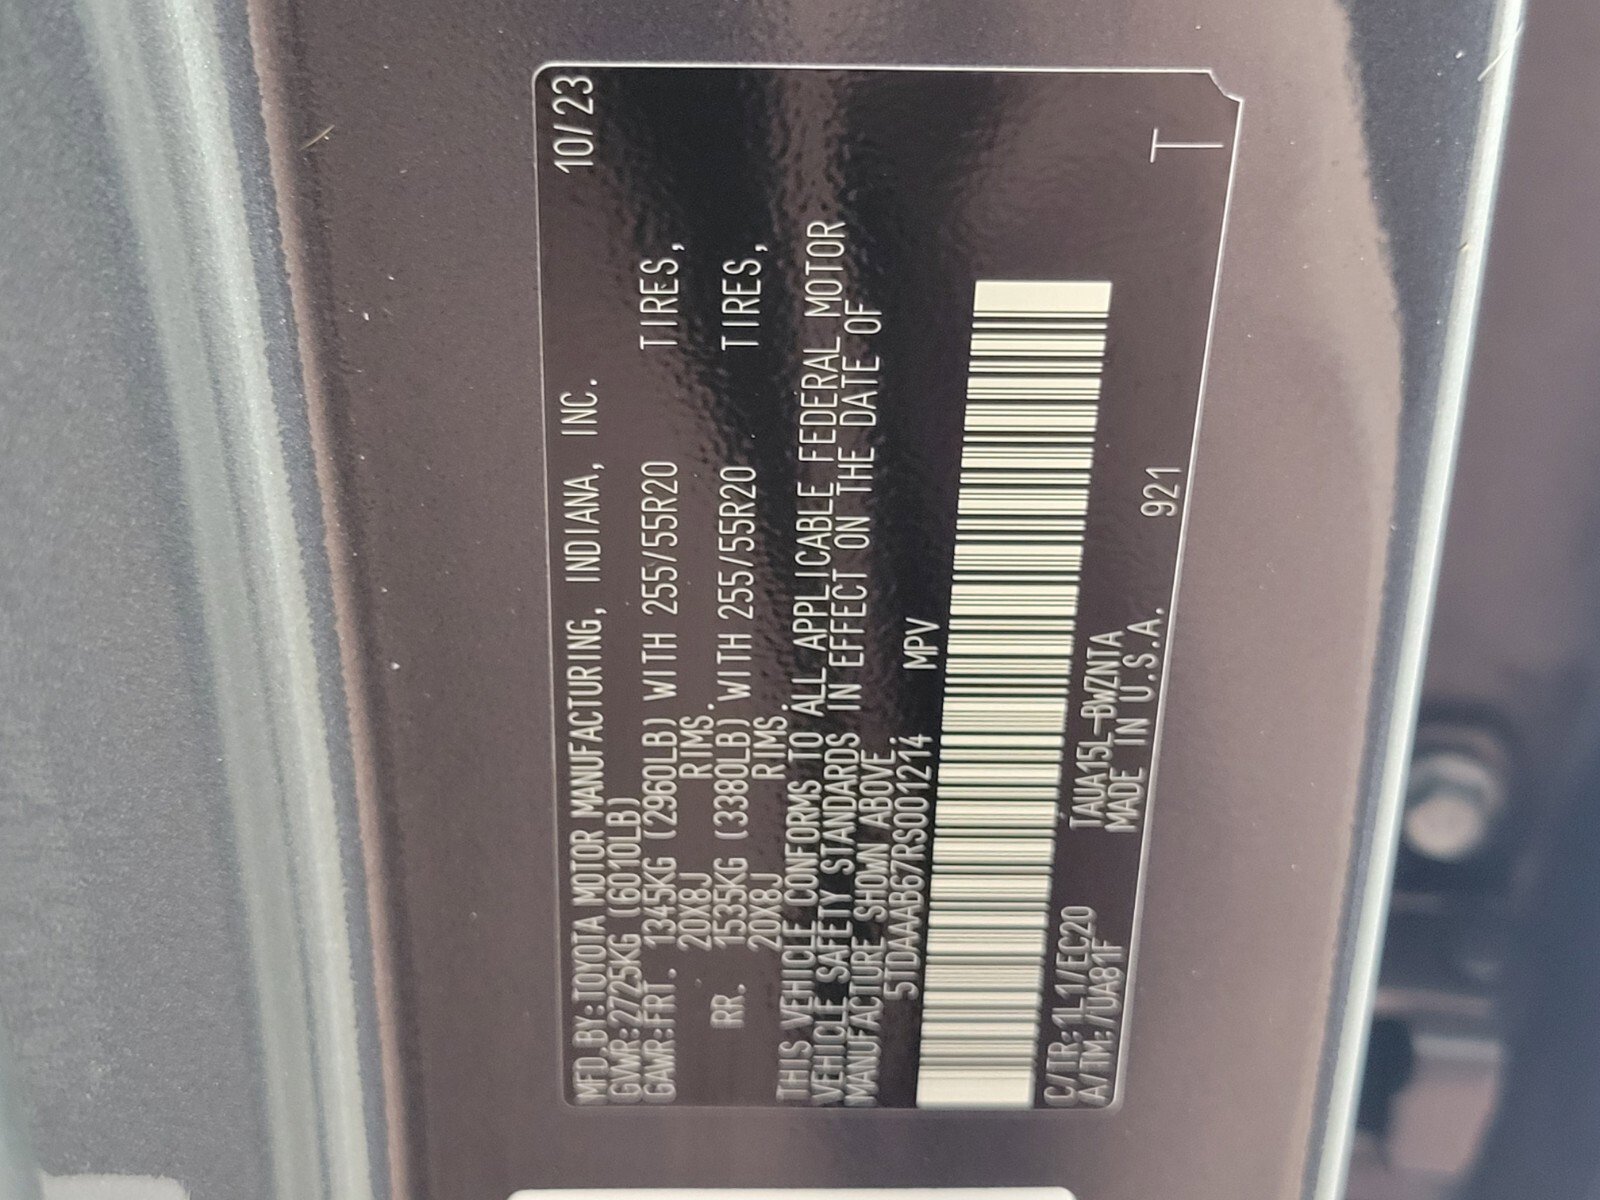 MFD.BY:TOYOTA MOTOR MANUFACTURING, INDIANA, INC. 10/23
GVWR:2725KG (6010LB)
GAWR:FRT. 1345KG (2960LB) WITH 255/55R20 TIRES,
20X8J RIMS.
RR. 1535KG (3380LB) WITH 255/55R20 TIRES,
20X8J RIMS.
THIS VEHICLE CONFORMS TO ALL APPLICABLE FEDERAL MOTOR
VEHICLE SAFETY STANDARDS IN EFFECT ON THE DATE OF
MANUFACTURE SHOWN ABOVE.
5TDAAAB67RS001214 MPV
C/TR:1L1/EC20 TAUA15L-BWZNTA
A/TM:/UA81F MADE IN U.S.A. 921 T